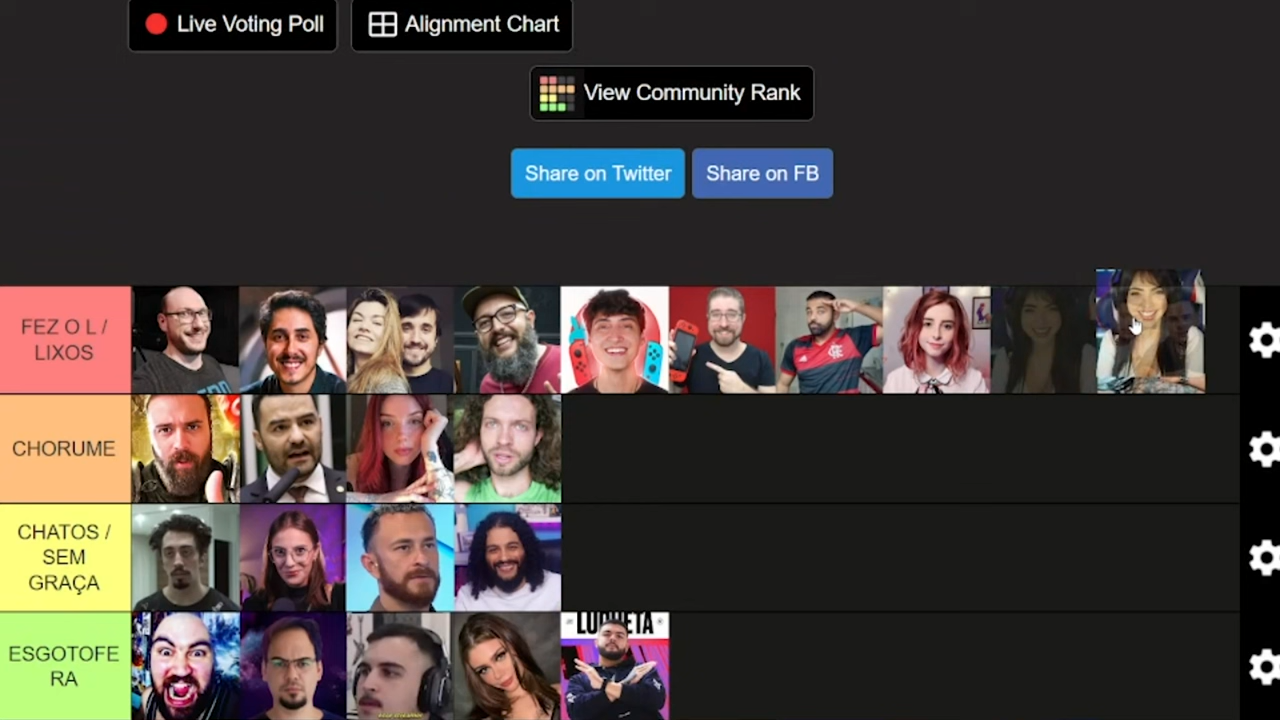 Live Voting Poll
Alignment Chart
View Community Rank
Share on Twitter
Share on FB
FEZ O L /
LIXOS
CHORUME
CHATOS /
SEM
GRAÇA
ESGOTOFE
RA